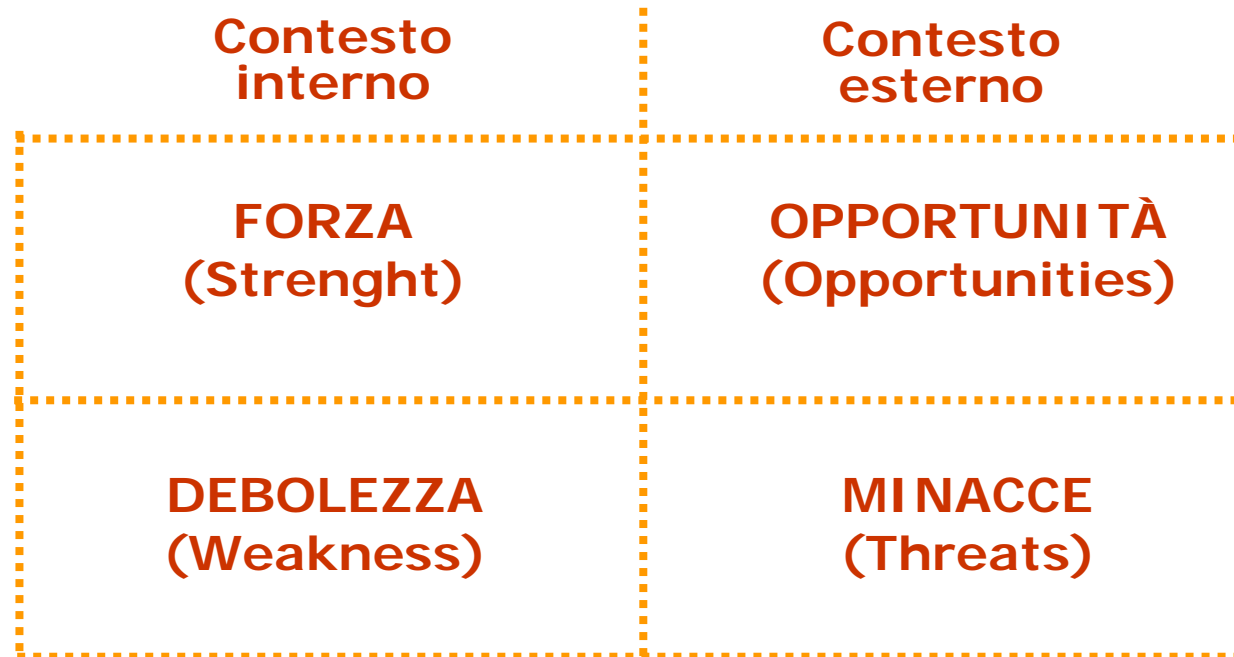 Contesto
interno
Contesto
esterno
FORZA
(Strenght)
OPPORTUNITÀ
(Opportunities)
DEBOLEZZA
(Weakness)
MINACCE
(Threats)